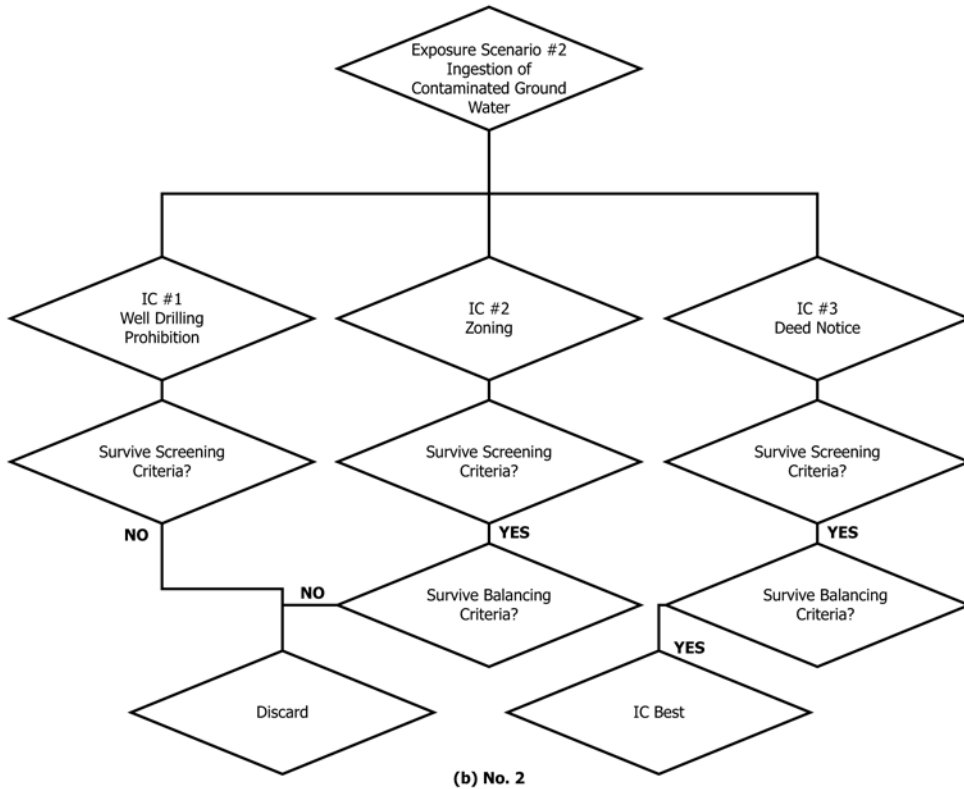 Exposure Scenario #2
Ingestion of
Contaminated Ground
Water
IC #1
Well Drilling
Prohibition
IC #2
Zoning
IC #3
Deed Notice
Survive Screening
Criteria?
Survive Screening
Criteria?
Survive Screening
Criteria?
NO
YES
YES
NO
Survive Balancing
Criteria?
Survive Balancing
Criteria?
YES
Discard
IC Best
(b) No. 2